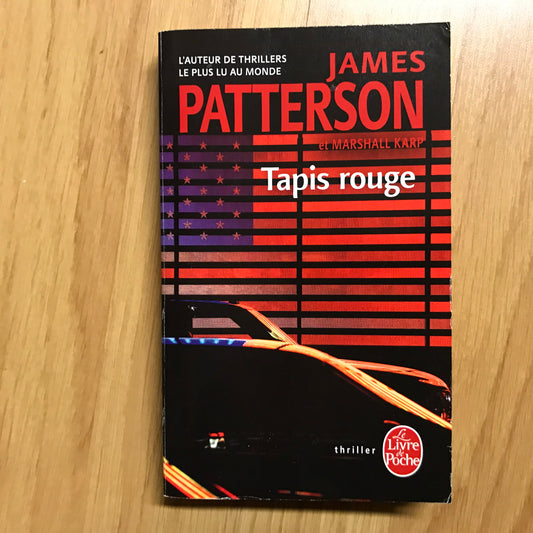 L'AUTEUR DE THRILLERS
LE PLUS LU AU MONDE
JAMES
PATTERSON
et MARSHALL KARP
Tapis rouge
thriller
Le
Livre
de
Poche